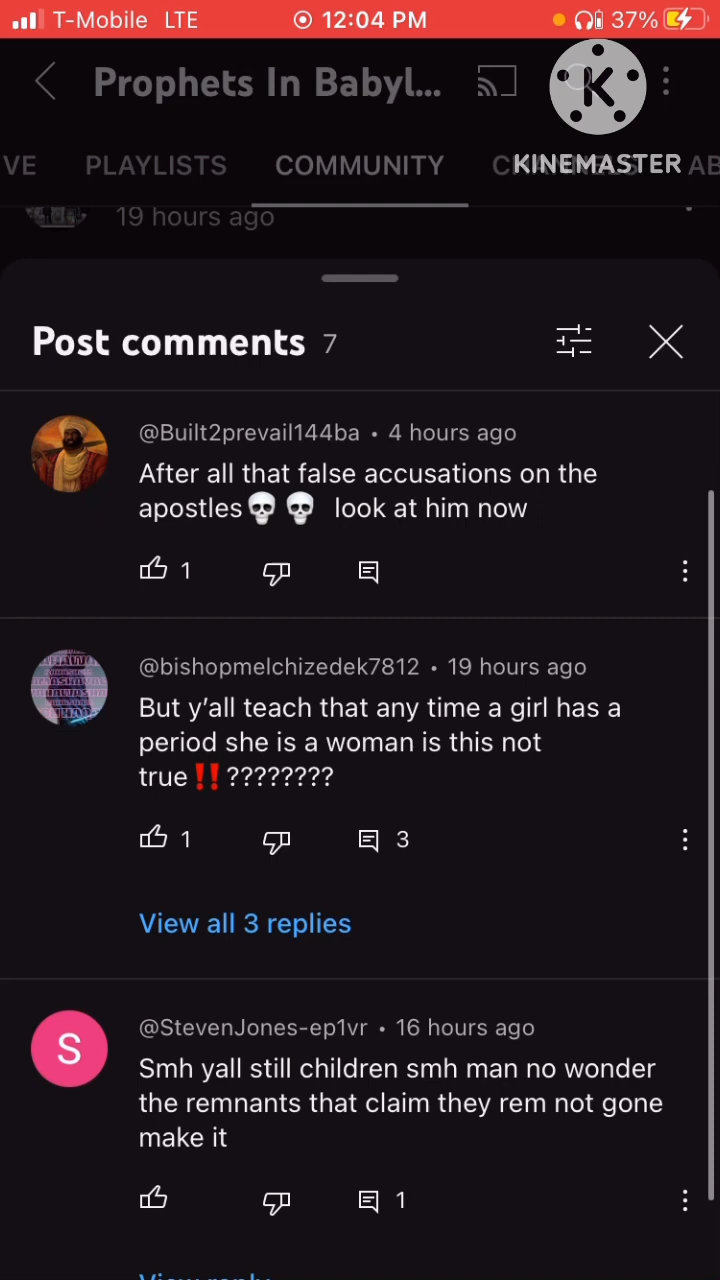 T-Mobile LTE 12:04 PM 37%
Prophets In Babyl...
K
KINEMASTER
VE PLAYLISTS COMMUNITY CHANNELS AB
19 hours ago
Post comments 7
@Built2prevail144ba • 4 hours ago
After all that false accusations on the
apostles💀💀 look at him now
1
@bishopmelchizedek7812 • 19 hours ago
But y’all teach that any time a girl has a
period she is a woman is this not
true‼️????????
1 3
View all 3 replies
S
@StevenJones-ep1vr • 16 hours ago
Smh yall still children smh man no wonder
the remnants that claim they rem not gone
make it
1
View reply